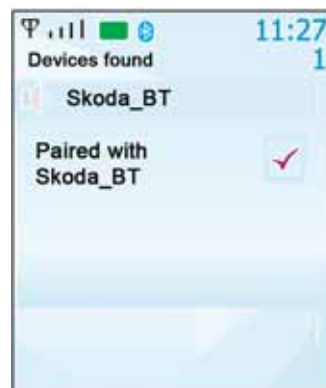 11:27
Devices found 1
Skoda_BT
Paired with
Skoda_BT